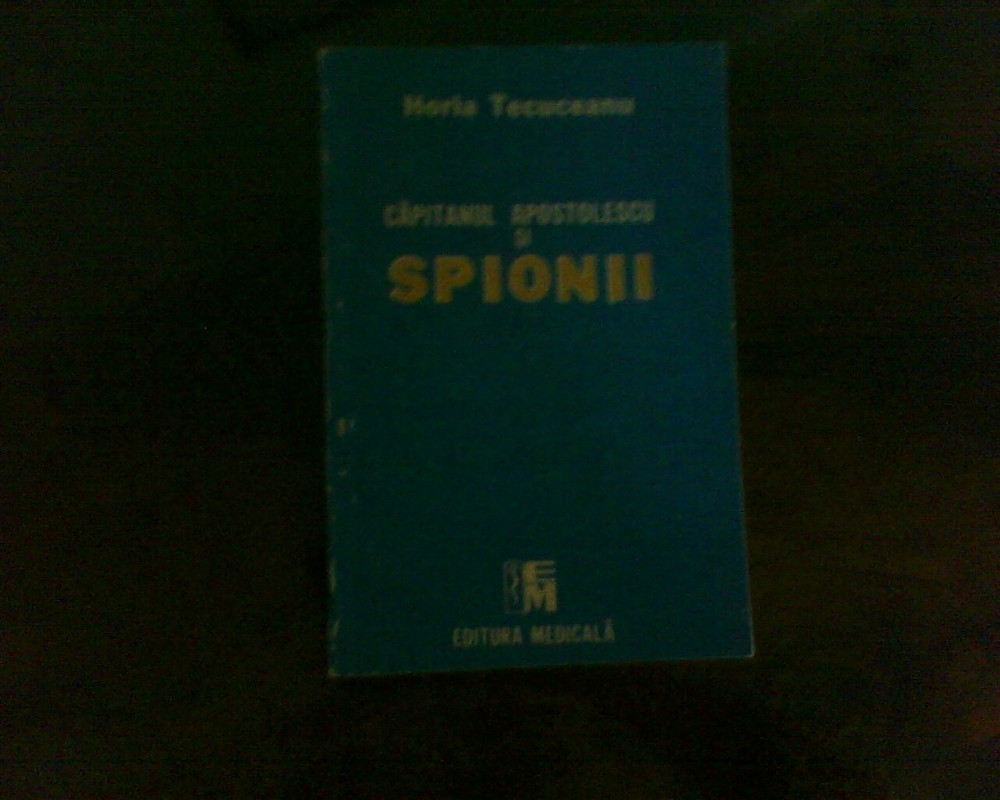 Horia Tecuceanu
CĂPITANUL APOSTOLESCU
ȘI
SPIONII
EM
EDITURA MEDICALĂ